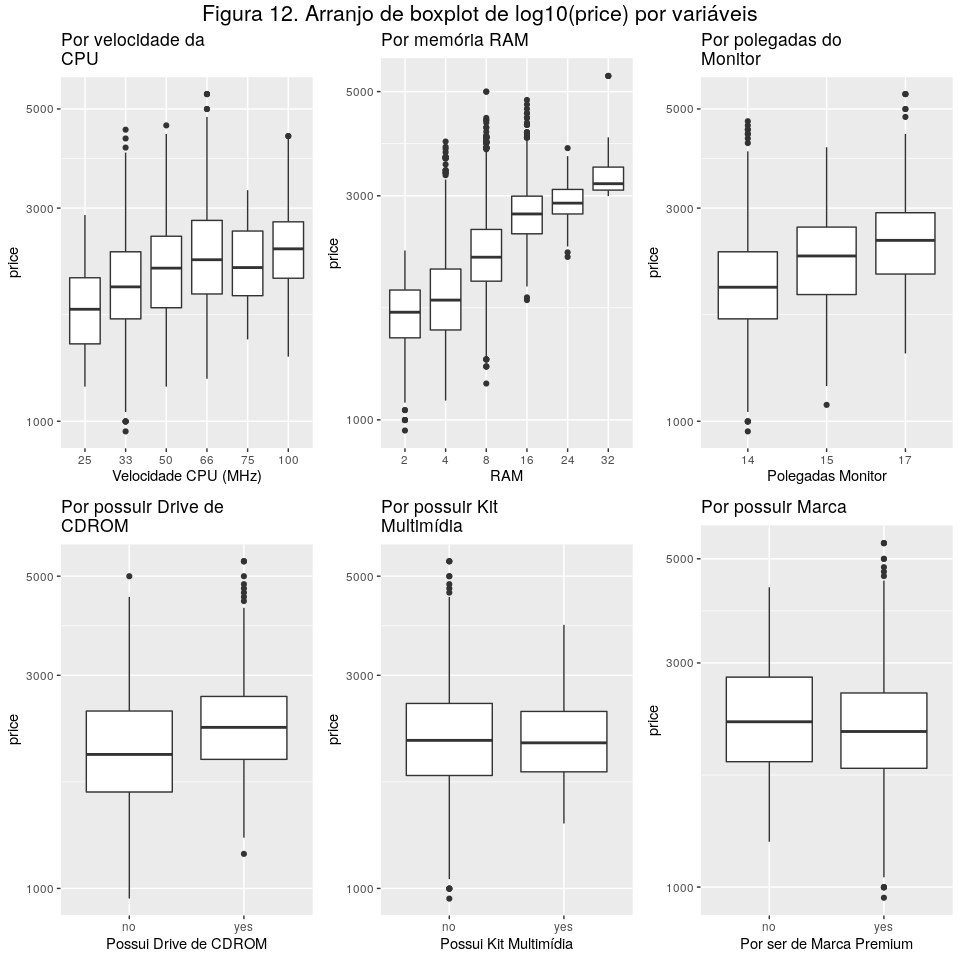 Figura 12. Arranjo de boxplot de log10(price) por variáveis
Por velocidade da
CPU
price
5000
3000
1000
25 33 50 66 75 100
Velocidade CPU (MHz)
Por memória RAM
price
5000
3000
1000
2 4 8 16 24 32
RAM
Por polegadas do
Monitor
price
5000
3000
1000
14 15 17
Polegadas Monitor
Por possuir Drive de
CDROM
price
5000
3000
1000
no yes
Possui Drive de CDROM
Por possuir Kit
Multimídia
price
5000
3000
1000
no yes
Possui Kit Multimídia
Por possuir Marca
price
5000
3000
1000
no yes
Por ser de Marca Premium